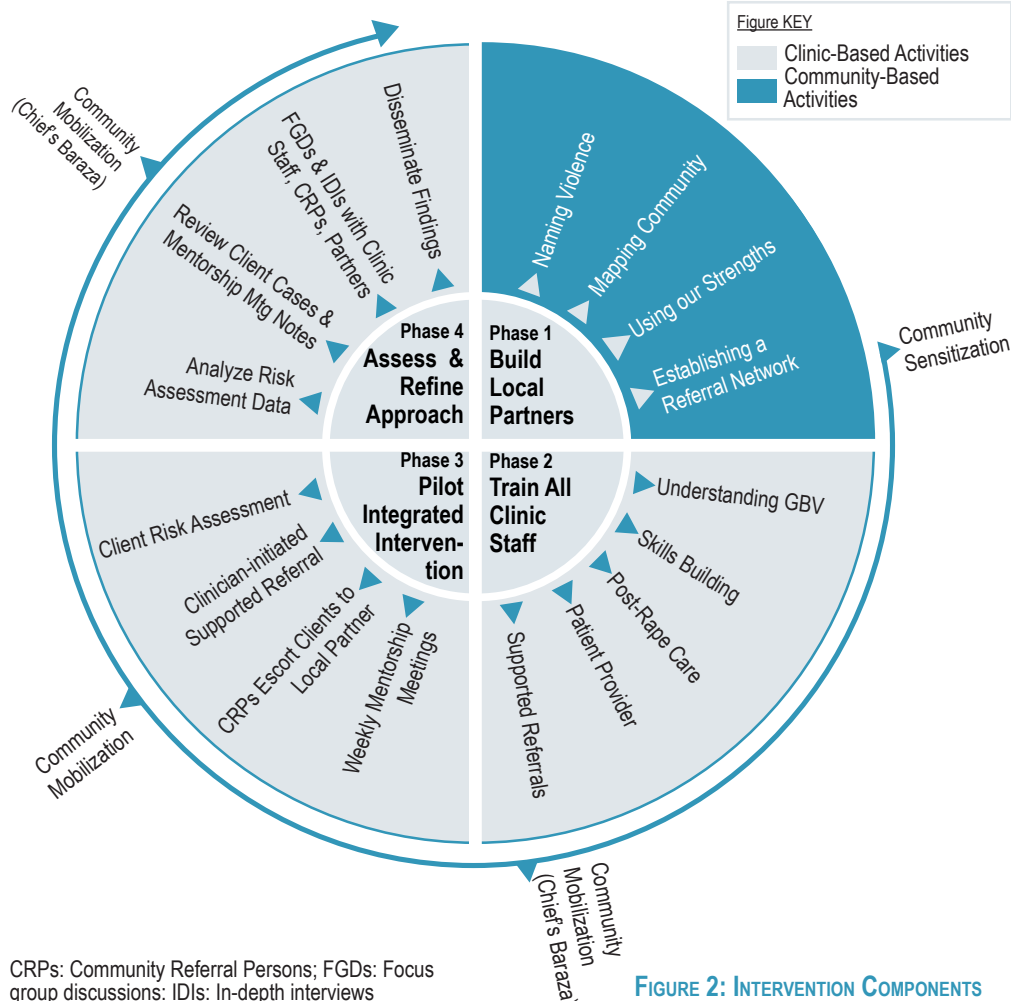 Figure KEY
Clinic-Based Activities
Community-Based
Activities
Community
Mobilization
(Chief's Baraza)
Disseminate Findings
FGDs & IDIs with Clinic
Staff, CRPs, Partners
Review Client Cases &
Mentorship Mtg Notes
Analyze Risk
Assessment Data
Phase 4
Assess &
Refine
Approach
Phase 1
Build
Local
Partners
Naming Violence
Mapping Community
Using our Strengths
Establishing a
Referral Network
Community
Sensitization
Phase 3
Pilot
Integrated
Interven-
tion
Phase 2
Train All
Clinic
Staff
Understanding GBV
Skills Building
Post-Rape Care
Patient Provider
Supported Referrals
Client Risk Assessment
Clinician-initiated
Supported Referral
CRPs Escort Clients to
Local Partner
Weekly Mentorship
Meetings
Community
Mobilization
Community
Mobilization
(Chief's Baraza)
CRPs: Community Referral Persons; FGDs: Focus
group discussions: IDIs: In-depth interviews
FIGURE 2: INTERVENTION COMPONENTS